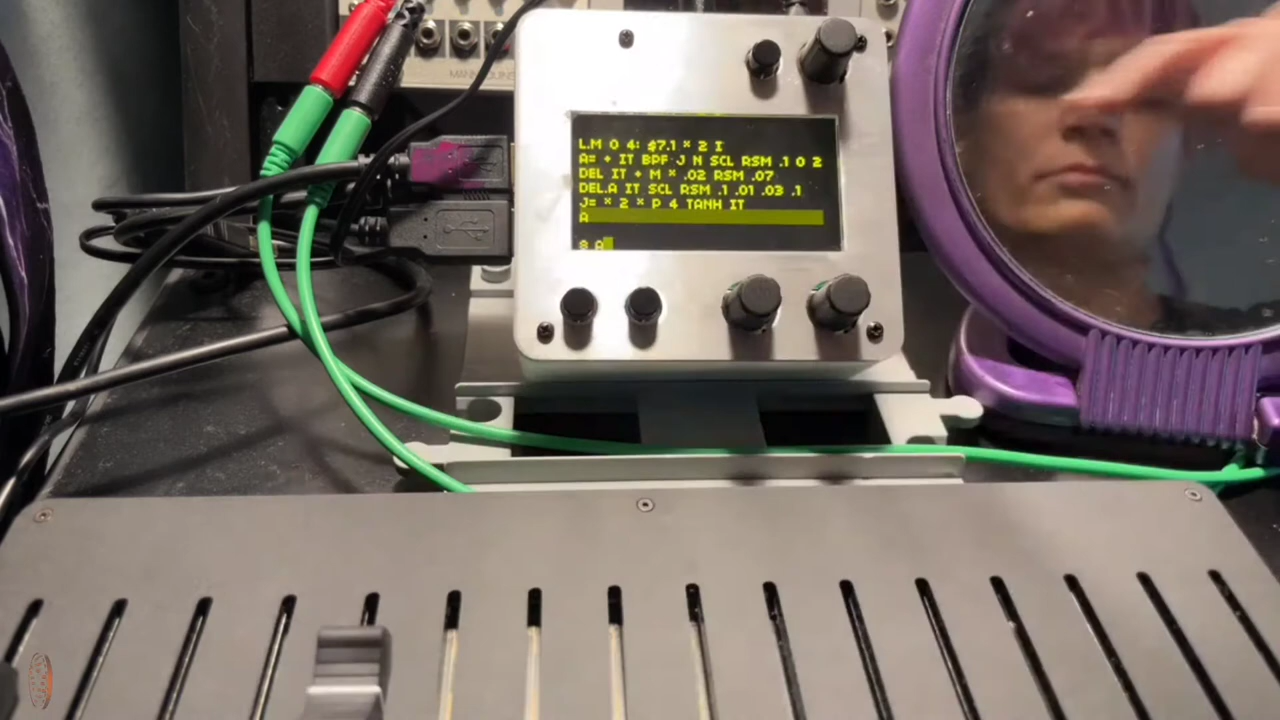 L.M 0 4: $7.1 * 2 I
A= + IT BPF J N SCL RSM .1 0 2
DEL IT + M * .02 RSM .07
DEL.A IT SCL RSM .1 .01 .03 .1
J= * 2 * P 4 TANH IT
A
8 A